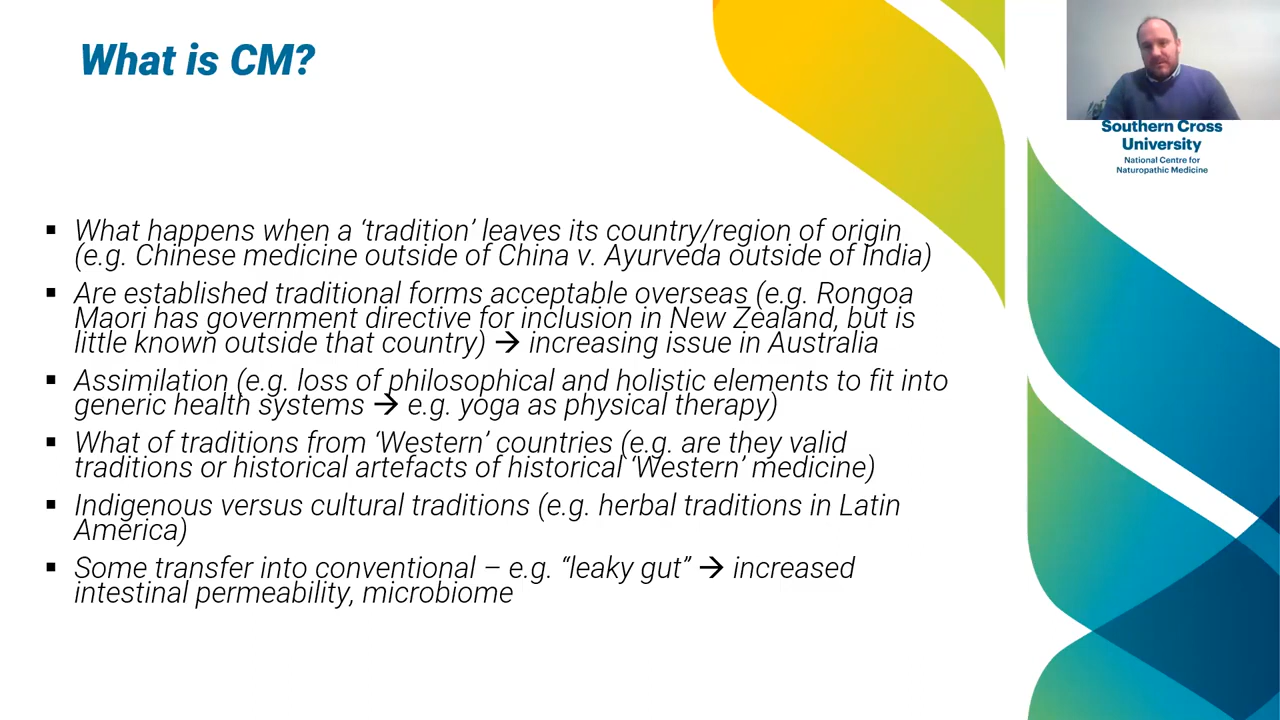 What is CM?
Southern Cross
University
National Centre for
Naturopathic Medicine
▪ What happens when a ‘tradition’ leaves its country/region of origin
(e.g. Chinese medicine outside of China v. Ayurveda outside of India)
▪ Are established traditional forms acceptable overseas (e.g. Rongoa
Maori has government directive for inclusion in New Zealand, but is
little known outside that country) → increasing issue in Australia
▪ Assimilation (e.g. loss of philosophical and holistic elements to fit into
generic health systems → e.g. yoga as physical therapy)
▪ What of traditions from ‘Western’ countries (e.g. are they valid
traditions or historical artefacts of historical ‘Western’ medicine)
▪ Indigenous versus cultural traditions (e.g. herbal traditions in Latin
America)
▪ Some transfer into conventional – e.g. “leaky gut” → increased
intestinal permeability, microbiome